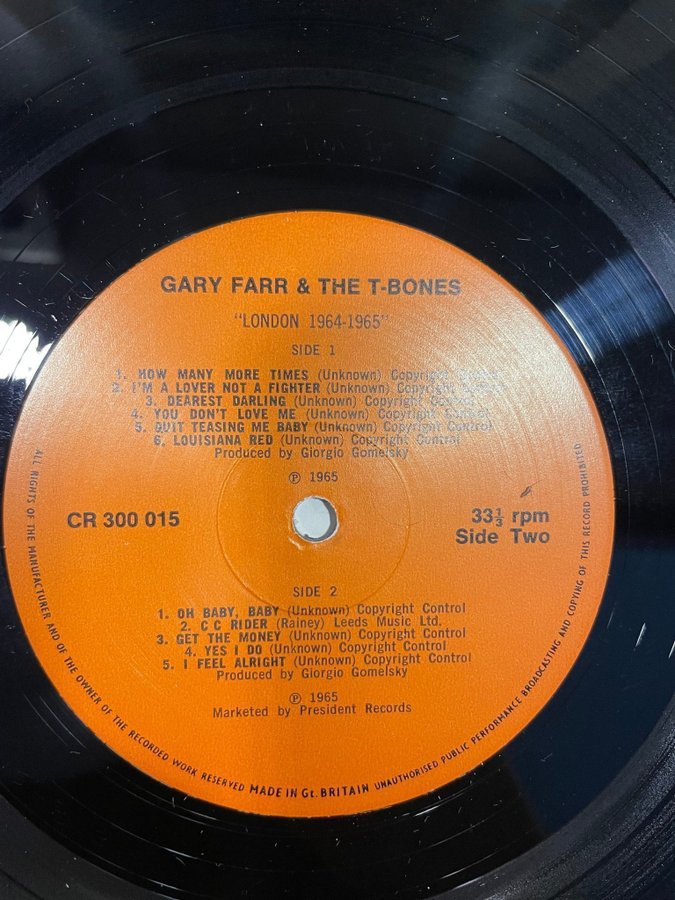 GARY FARR & THE T-BONES
"LONDON 1964-1965"
SIDE 1
1. HOW MANY MORE TIMES (Unknown) Copyright Control
2. I'M A LOVER NOT A FIGHTER (Unknown) Copyright Control
3. DEAREST DARLING (Unknown) Copyright Control
4. YOU DON'T LOVE ME (Unknown) Copyright Control
5. QUIT TEASING ME BABY (Unknown) Copyright Control
6. LOUISIANA RED (Unknown) Copyright Control
Produced by Giorgio Gomelsky
℗ 1965
CR 300 015
33⅓ rpm
Side Two
SIDE 2
1. OH BABY, BABY (Unknown) Copyright Control
2. C C RIDER (Rainey) Leeds Music Ltd.
3. GET THE MONEY (Unknown) Copyright Control
4. YES I DO (Unknown) Copyright Control
5. I FEEL ALRIGHT (Unknown) Copyright Control
Produced by Giorgio Gomelsky
℗ 1965
Marketed by President Records
ALL RIGHTS OF THE MANUFACTURER AND OF THE OWNER OF THE RECORDED WORK RESERVED MADE IN Gt. BRITAIN UNAUTHORISED PUBLIC PERFORMANCE BROADCASTING AND COPYING OF THIS RECORD PROHIBITED